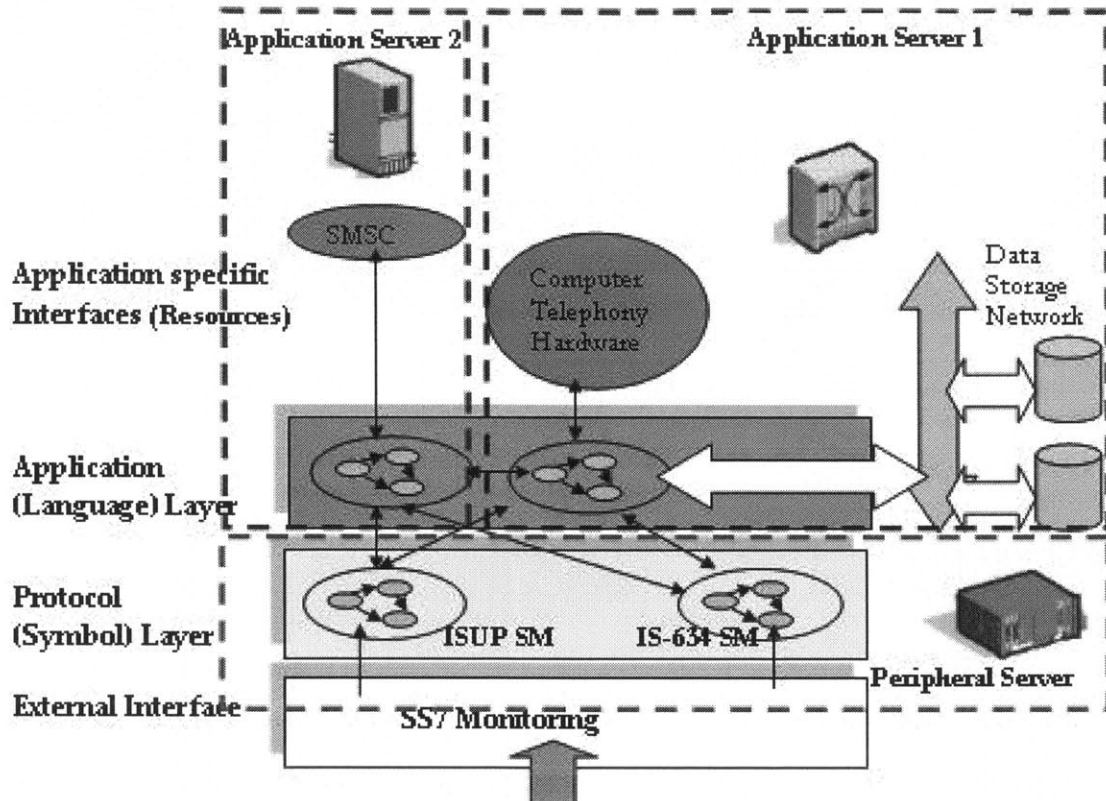 Application Server 2
Application Server 1
SMSC
Application specific
Interfaces (Resources)
Computer
Telephony
Hardware
Data
Storage
Network
Application
(Language) Layer
Protocol
(Symbol) Layer
ISUP SM
IS-634 SM
Peripheral Server
External Interface
SS7 Monitoring